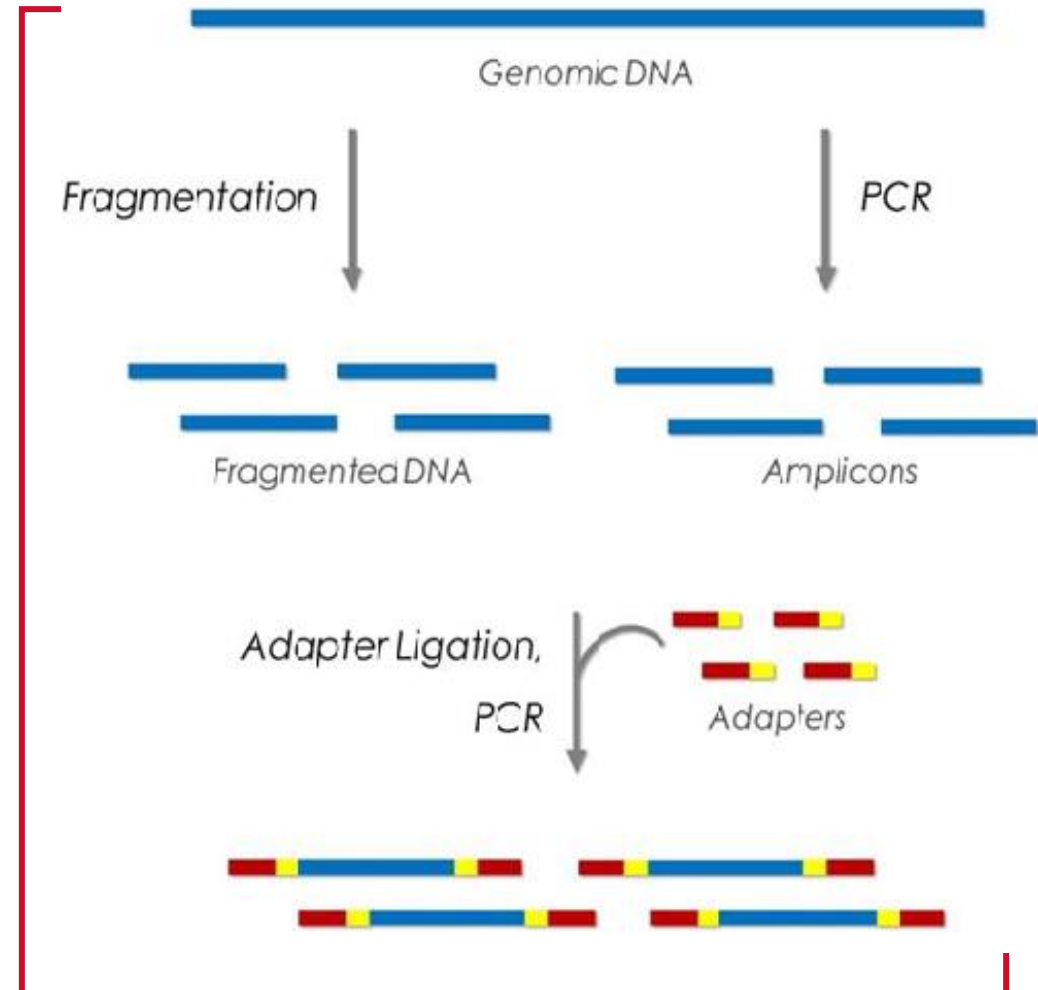 Genomic DNA
Fragmentation
PCR
Fragmented DNA
Amplicons
Adapter Ligation,
PCR
Adapters